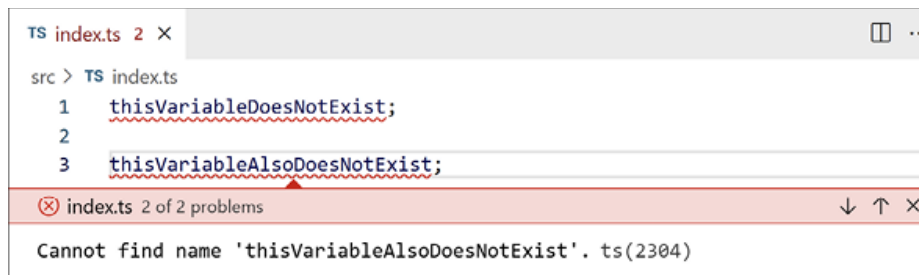 TS index.ts 2
src > TS index.ts
1 thisVariableDoesNotExist;
2
3 thisVariableAlsoDoesNotExist;
index.ts 2 of 2 problems
Cannot find name 'thisVariableAlsoDoesNotExist'. ts(2304)